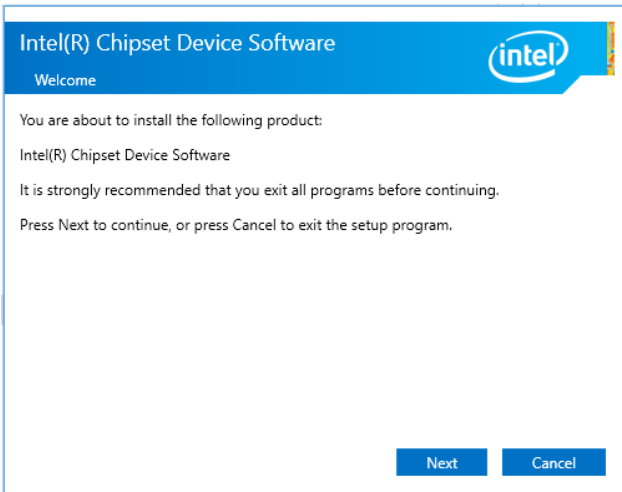 Intel(R) Chipset Device Software
intel
Welcome
You are about to install the following product:
Intel(R) Chipset Device Software
It is strongly recommended that you exit all programs before continuing.
Press Next to continue, or press Cancel to exit the setup program.
Next
Cancel